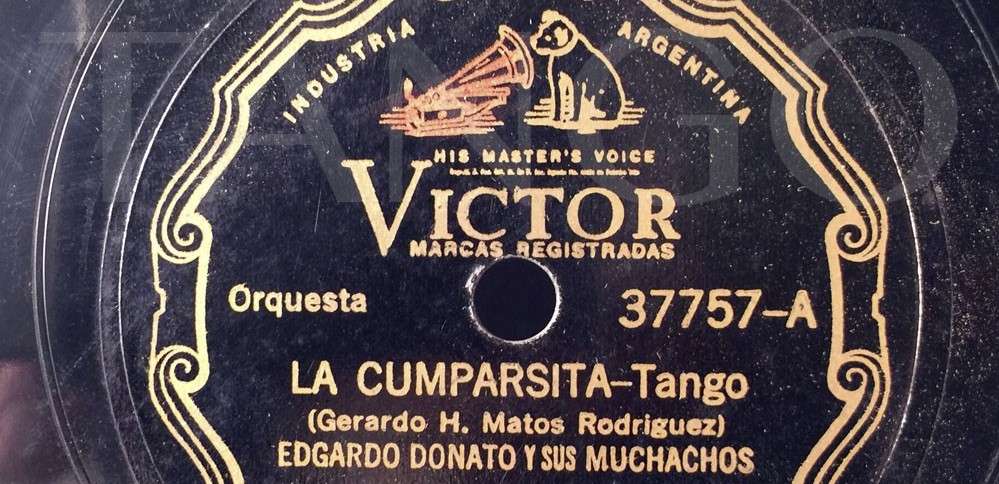 TANGO
INDUSTRIA ARGENTINA
HIS MASTER'S VOICE
VICTOR
MARCAS REGISTRADAS
Orquesta 37757-A
LA CUMPARSITA-Tango
(Gerardo H. Matos Rodriguez)
EDGARDO DONATO Y SUS MUCHACHOS